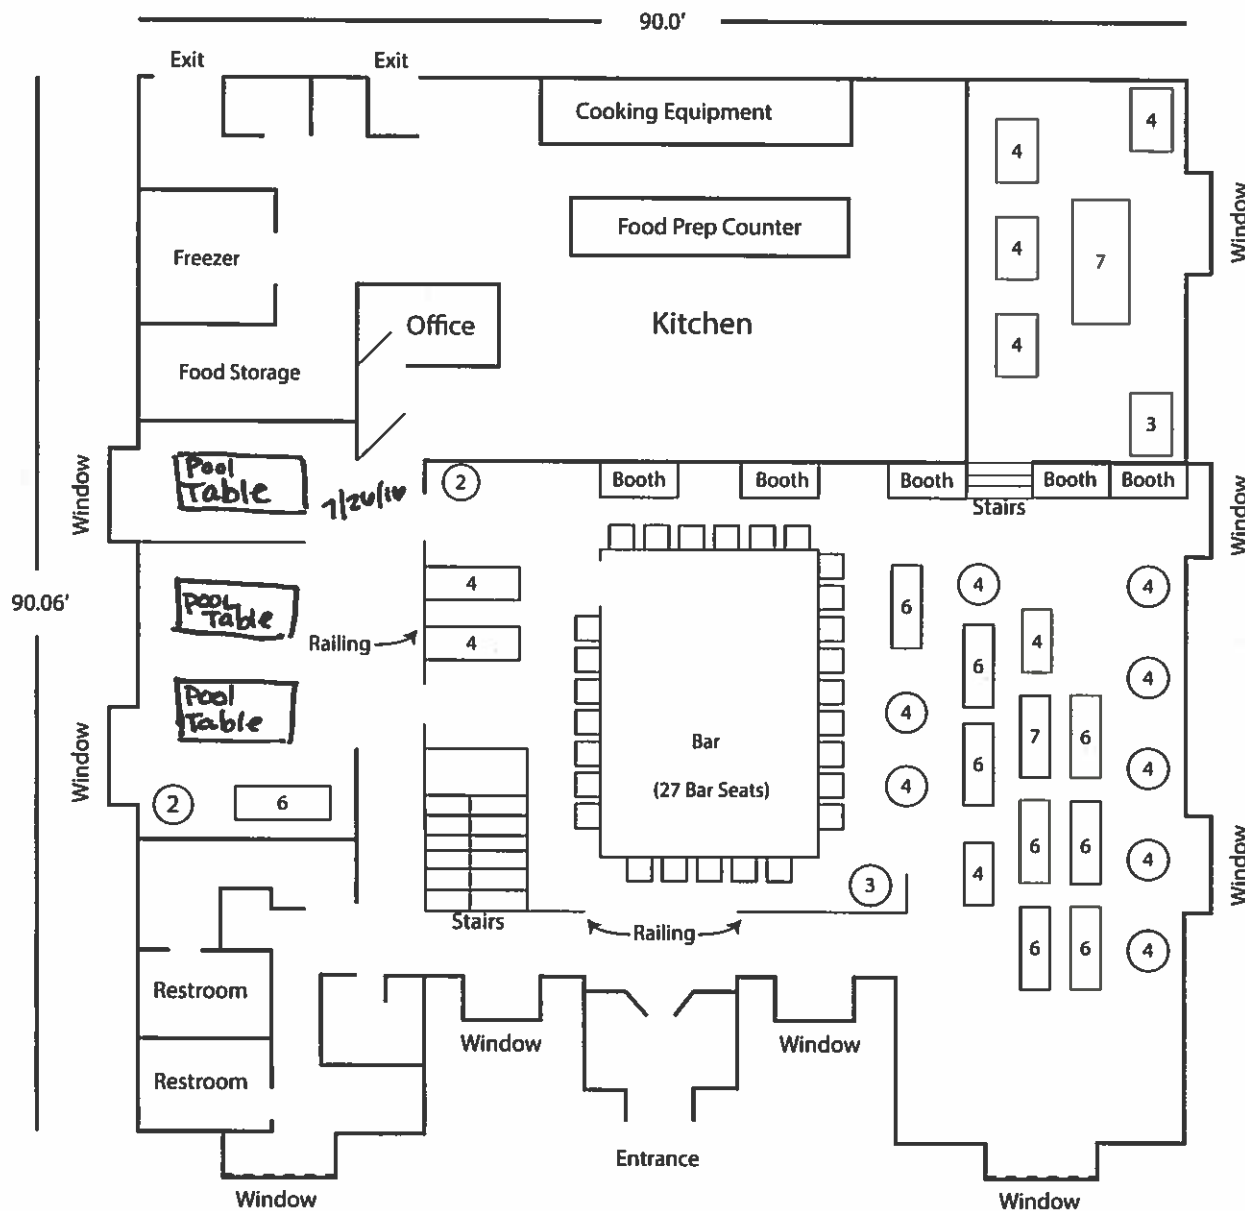 90.0'
Exit
Exit
Cooking Equipment
4
4
Window
Food Prep Counter
4
7
Freezer
Office
Kitchen
4
Food Storage
3
Window
Pool
Table
7/26/16
2
Booth
Booth
Booth
Booth
Booth
Stairs
Window
90.06'
pool
Table
Railing
4
4
6
4
4
4
6
4
Pool
Table
Window
4
7
6
Bar
(27 Bar Seats)
6
4
4
2
6
Window
3
4
6
6
4
Stairs
Railing
6
6
4
Restroom
Window
Window
Restroom
Entrance
Window
Window